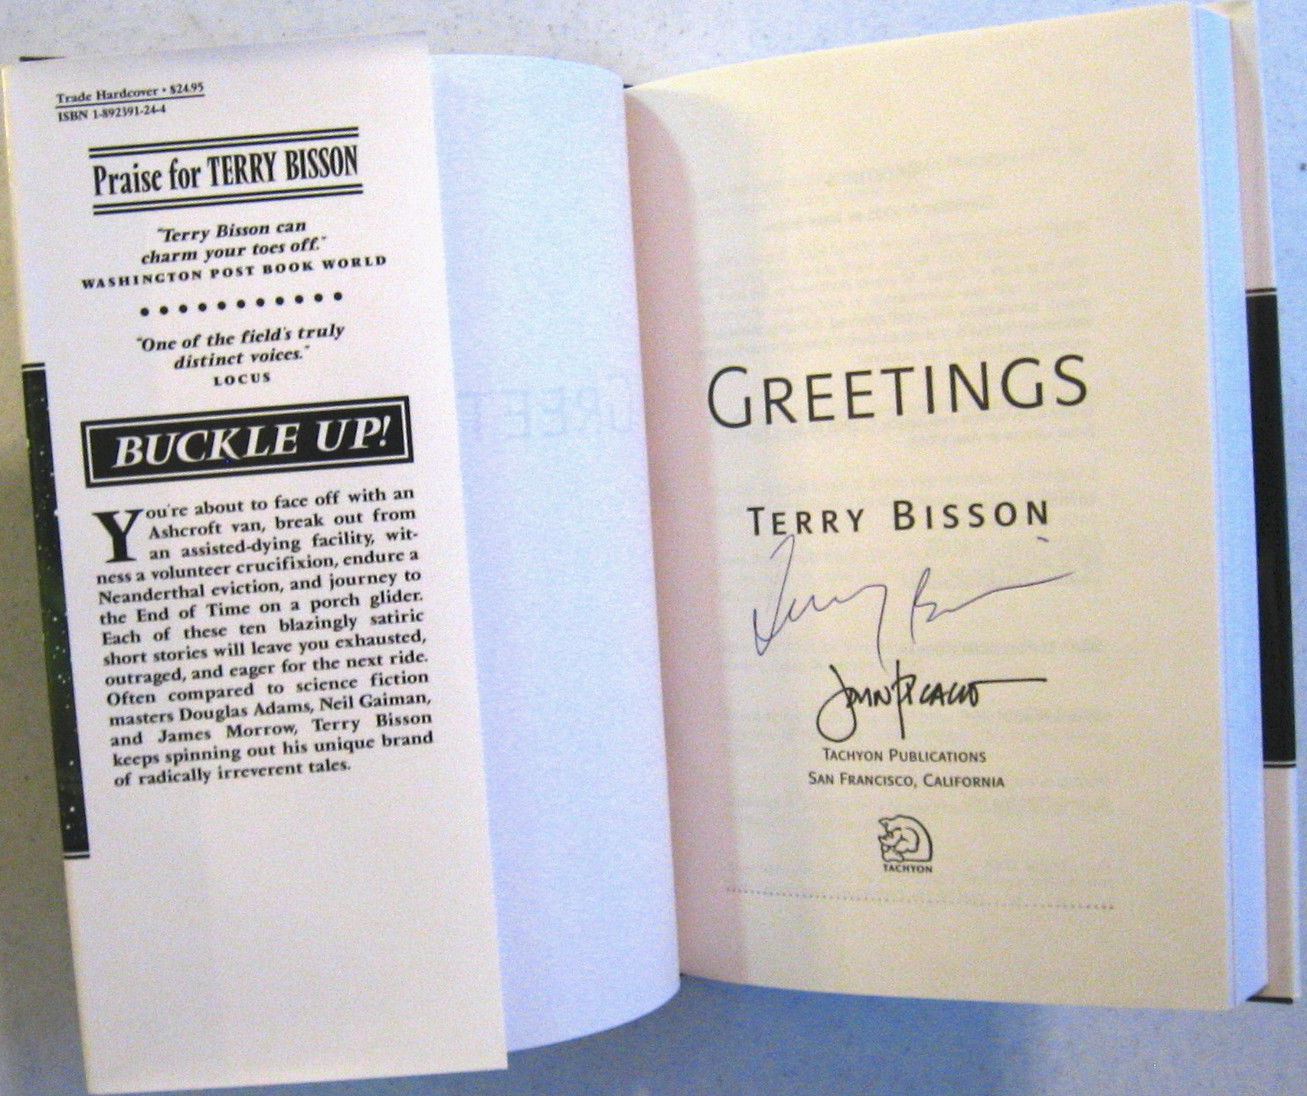 Trade Hardcover • $24.95
ISBN 1-892391-24-4
Praise for TERRY BISSON
"Terry Bisson can
charm your toes off."
WASHINGTON POST BOOK WORLD
"One of the field's truly
distinct voices."
LOCUS
BUCKLE UP!
You're about to face off with an
Ashcroft van, break out from
an assisted-dying facility, wit-
ness a volunteer crucifixion, endure a
Neanderthal eviction, and journey to
the End of Time on a porch glider.
Each of these ten blazingly satiric
short stories will leave you exhausted,
outraged, and eager for the next ride.
Often compared to science fiction
masters Douglas Adams, Neil Gaiman,
and James Morrow, Terry Bisson
keeps spinning out his unique brand
of radically irreverent tales.
GREETINGS
TERRY BISSON
Terry Bisson
John Picacio
TACHYON PUBLICATIONS
SAN FRANCISCO, CALIFORNIA
TACHYON